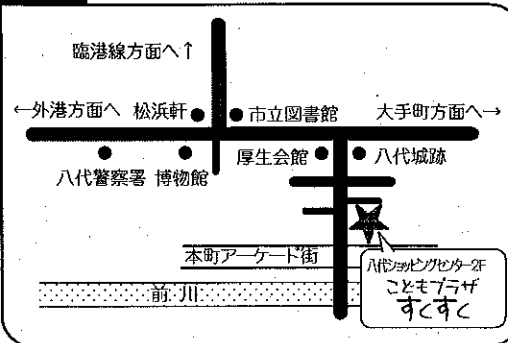 臨港線方面へ↑
←外港方面へ 松浜軒 市立図書館 大手町方面へ→
八代警察署 博物館 厚生会館 八代城跡
本町アーケード街
前川
八代ショッピングセンター2F
こどもプラザ
すくすく